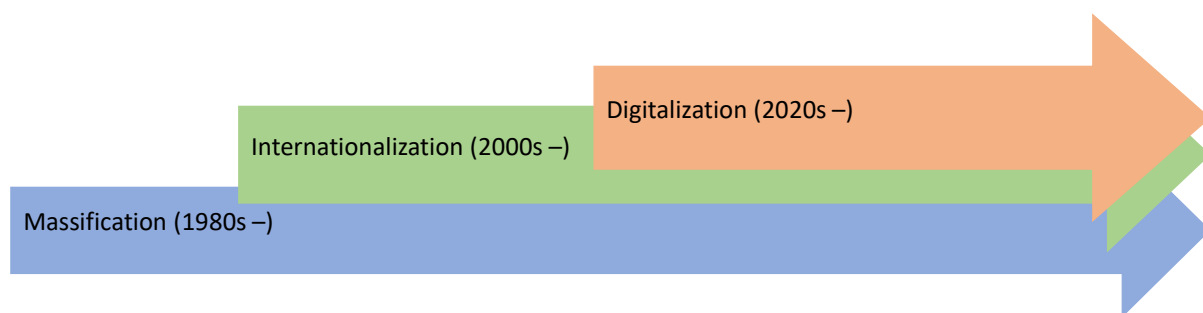 Digitalization (2020s –)
Internationalization (2000s –)
Massification (1980s –)